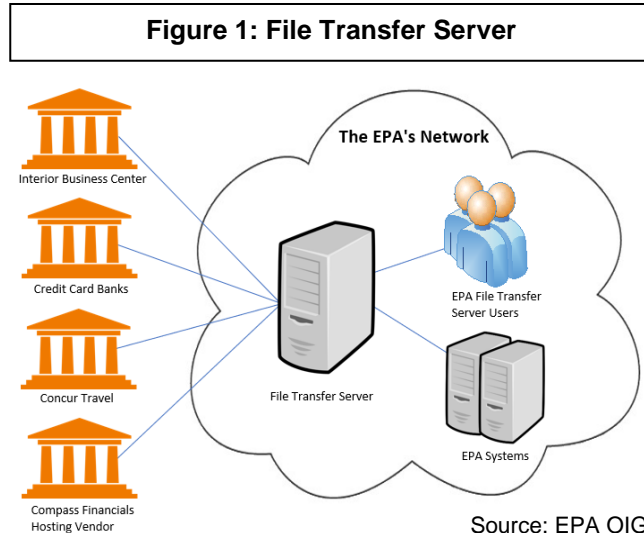 Figure 1: File Transfer Server
The EPA's Network
Interior Business Center
Credit Card Banks
EPA File Transfer
Server Users
Concur Travel
File Transfer Server
EPA Systems
Compass Financials
Hosting Vendor
Source: EPA OIG